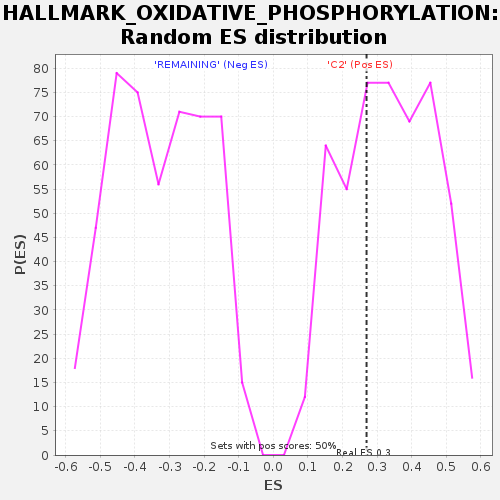 HALLMARK_OXIDATIVE_PHOSPHORYLATION:
Random ES distribution
'REMAINING' (Neg ES)
'C2' (Pos ES)
80
75
70
65
60
55
50
45
40
35
30
25
20
15
10
5
0
P(ES)
Sets with pos scores: 50%
Real ES 0.3
-0.6 -0.5 -0.4 -0.3 -0.2 -0.1 0.0 0.1 0.2 0.3 0.4 0.5 0.6
ES